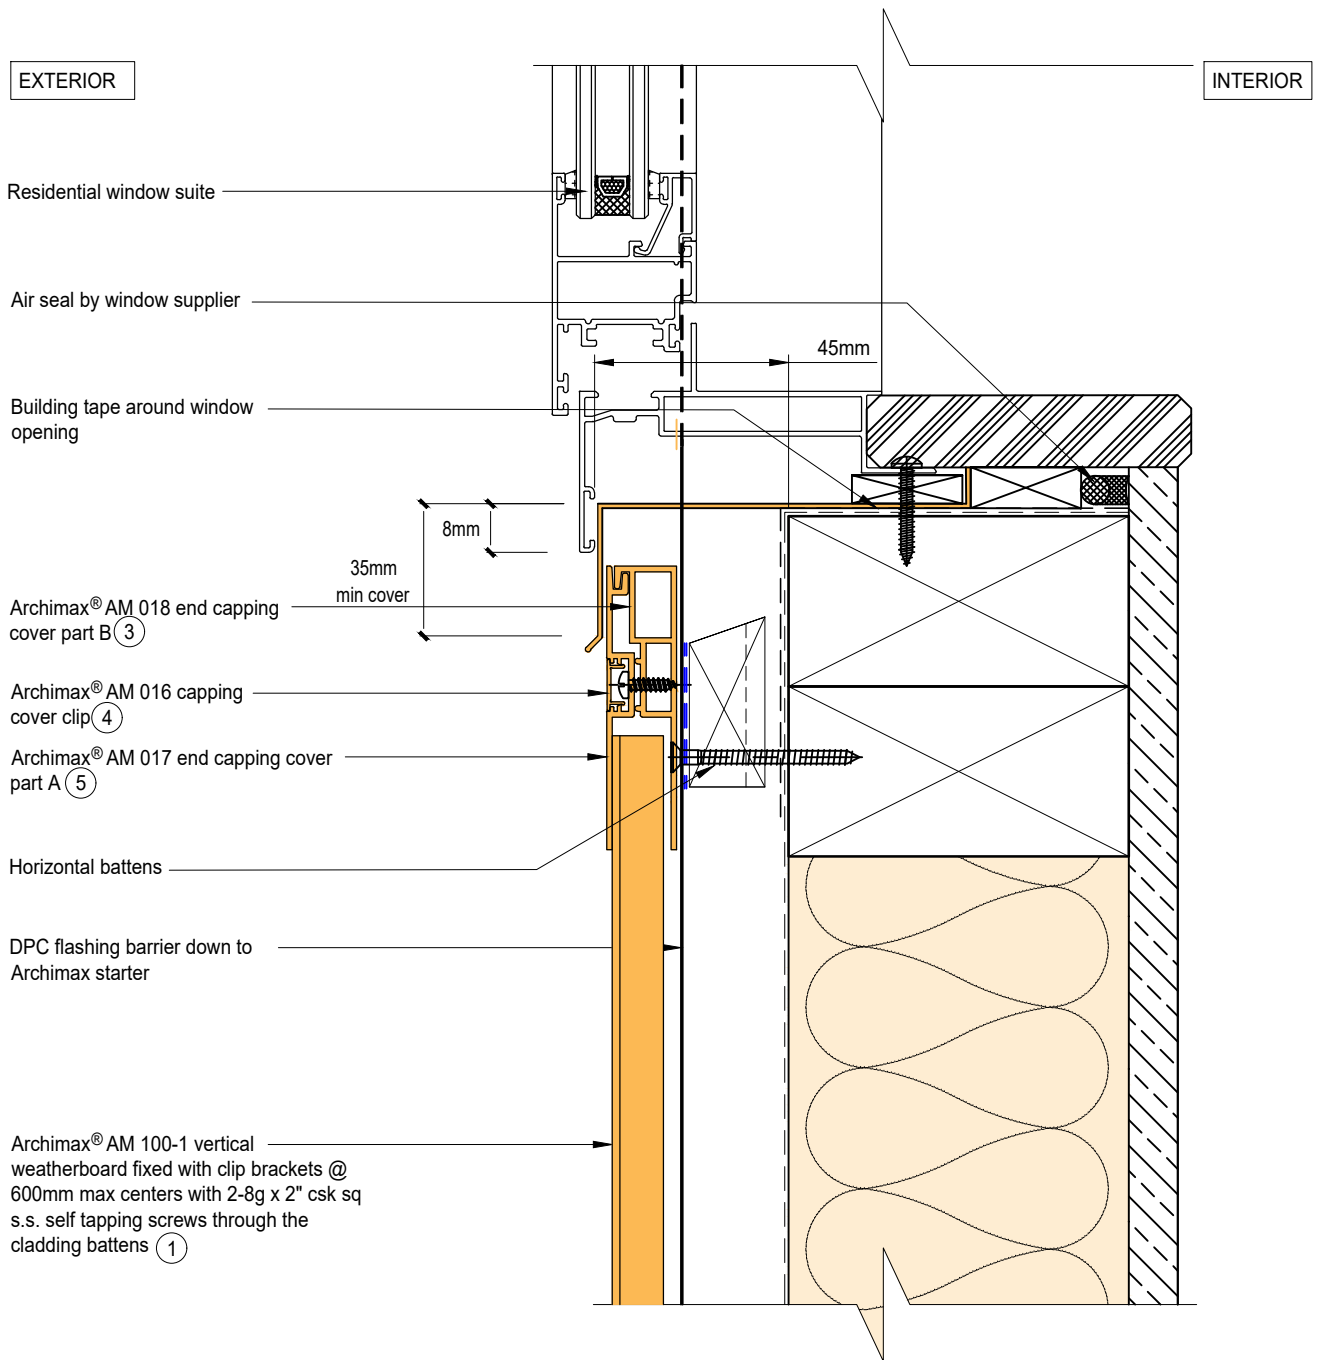 EXTERIOR
INTERIOR
Residential window suite
Air seal by window supplier
45mm
Building tape around window
opening
8mm
35mm
min cover
Archimax® AM 018 end capping
cover part B 3
Archimax® AM 016 capping
cover clip 4
Archimax® AM 017 end capping cover
part A 5
Horizontal battens
DPC flashing barrier down to
Archimax starter
Archimax® AM 100-1 vertical
weatherboard fixed with clip brackets @
600mm max centers with 2-8g x 2" csk sq
s.s. self tapping screws through the
cladding battens 1